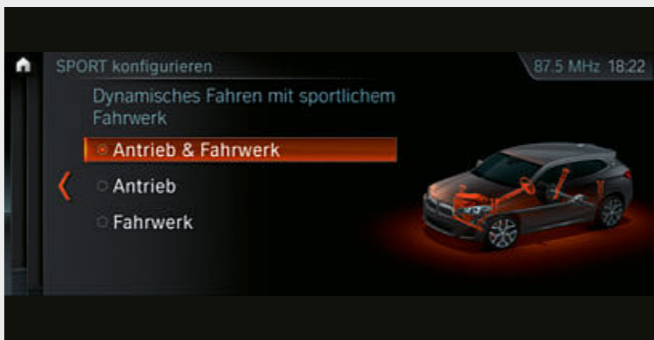 SPORT konfigurieren
87.5 MHz 18:22
Dynamisches Fahren mit sportlichem
Fahrwerk
Antrieb & Fahrwerk
Antrieb
Fahrwerk